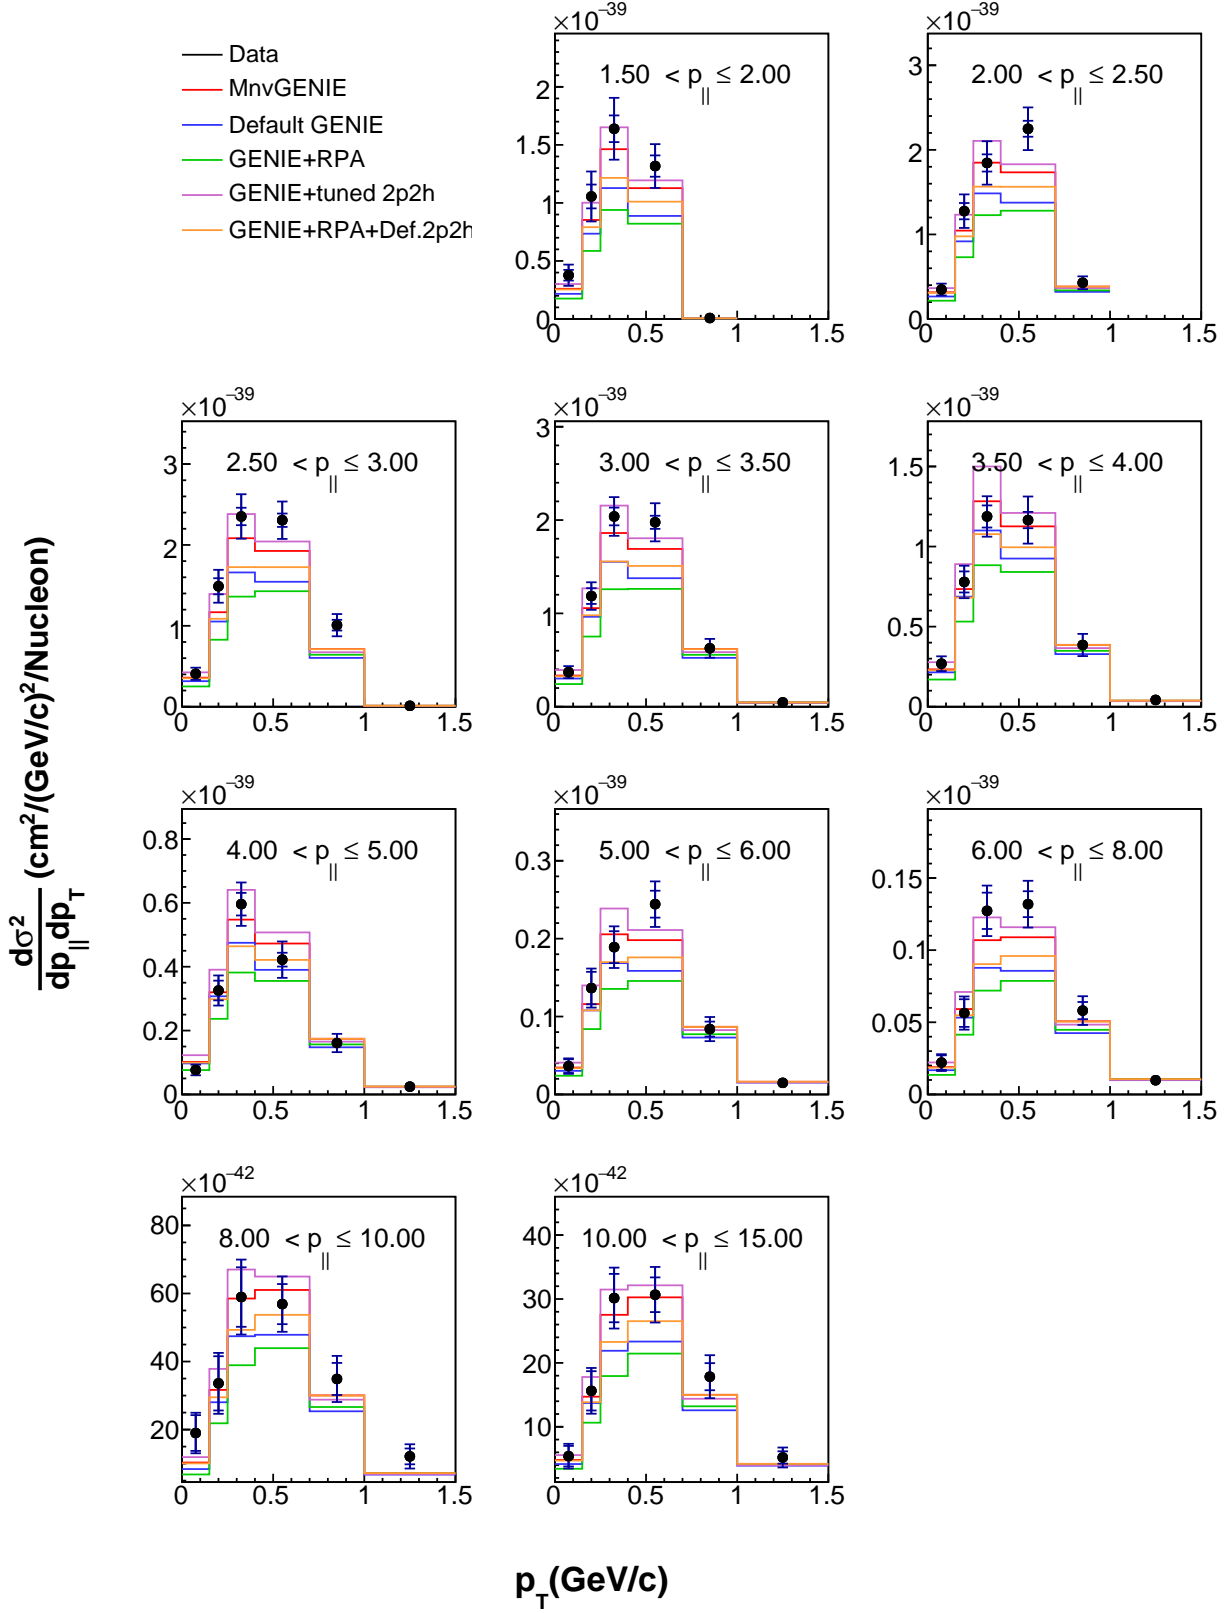 Data
MnvGENIE
Default GENIE
GENIE+RPA
GENIE+tuned 2p2h
GENIE+RPA+Def.2p2h
×10⁻³⁹
1.50 < p_|| ≤ 2.00
2
1.5
1
0.5
0
0 0.5 1 1.5
×10⁻³⁹
2.00 < p_|| ≤ 2.50
3
2
1
0
0 0.5 1 1.5
×10⁻³⁹
2.50 < p_|| ≤ 3.00
3
2
1
0
0 0.5 1 1.5
×10⁻³⁹
3.00 < p_|| ≤ 3.50
3
2
1
0
0 0.5 1 1.5
×10⁻³⁹
3.50 < p_|| ≤ 4.00
1.5
1
0.5
0
0 0.5 1 1.5
×10⁻³⁹
4.00 < p_|| ≤ 5.00
0.8
0.6
0.4
0.2
0
0 0.5 1 1.5
×10⁻³⁹
5.00 < p_|| ≤ 6.00
0.3
0.2
0.1
0
0 0.5 1 1.5
×10⁻³⁹
6.00 < p_|| ≤ 8.00
0.15
0.1
0.05
0
0 0.5 1 1.5
×10⁻⁴²
8.00 < p_|| ≤ 10.00
80
60
40
20
0 0.5 1 1.5
×10⁻⁴²
10.00 < p_|| ≤ 15.00
40
30
20
10
0 0.5 1 1.5
dσ²
dp_||dp_T
(cm²/(GeV/c)²/Nucleon)
p_T(GeV/c)